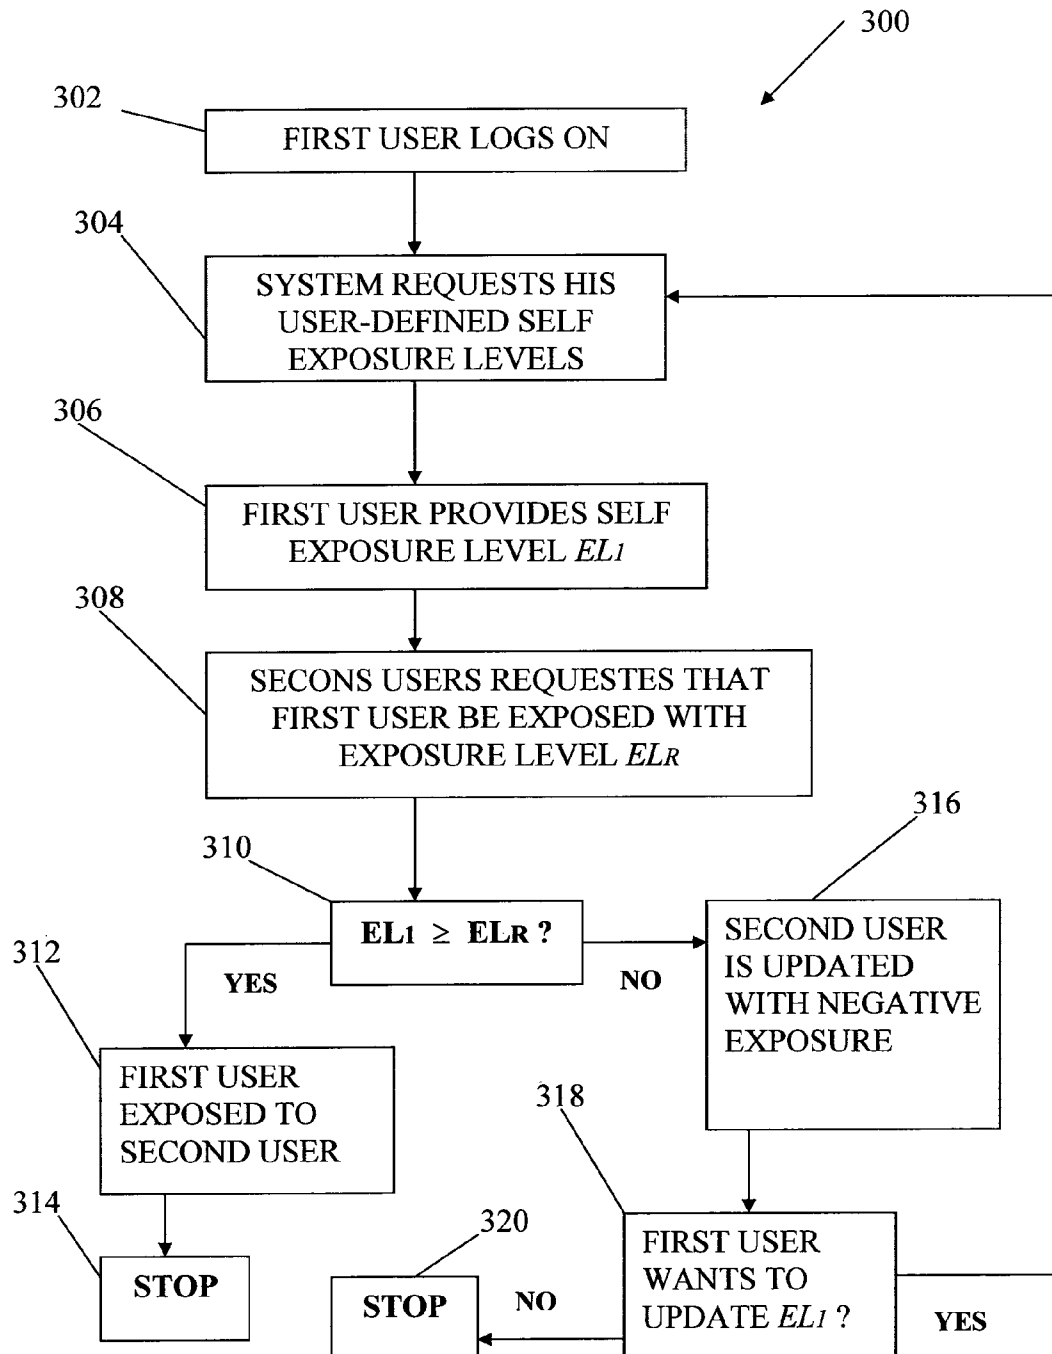 300
302
FIRST USER LOGS ON
304
SYSTEM REQUESTS HIS
USER-DEFINED SELF
EXPOSURE LEVELS
306
FIRST USER PROVIDES SELF
EXPOSURE LEVEL EL1
308
SECONS USERS REQUESTES THAT
FIRST USER BE EXPOSED WITH
EXPOSURE LEVEL ELR
310
EL1 ≥ ELR ?
YES
NO
316
SECOND USER
IS UPDATED
WITH NEGATIVE
EXPOSURE
312
FIRST USER
EXPOSED TO
SECOND USER
314
STOP
318
FIRST USER
WANTS TO
UPDATE EL1 ?
YES
NO
320
STOP